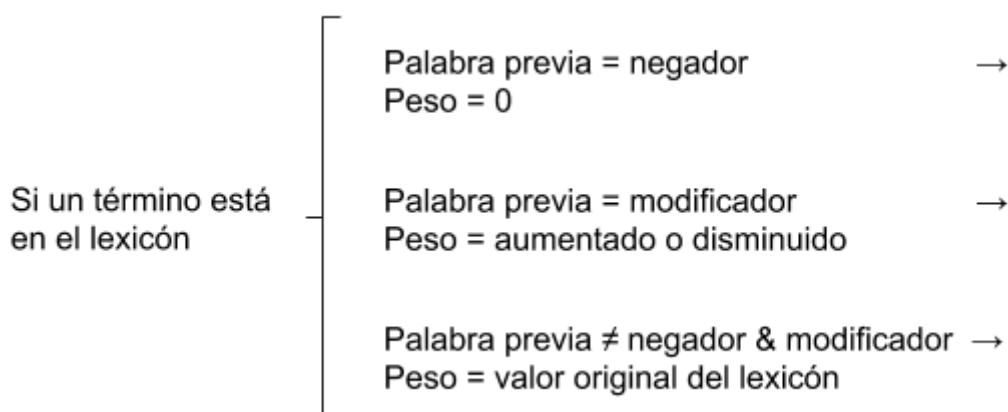 Palabra previa = negador →
Peso = 0
Si un término está
en el lexicón
Palabra previa = modificador →
Peso = aumentado o disminuido
Palabra previa ≠ negador & modificador →
Peso = valor original del lexicón